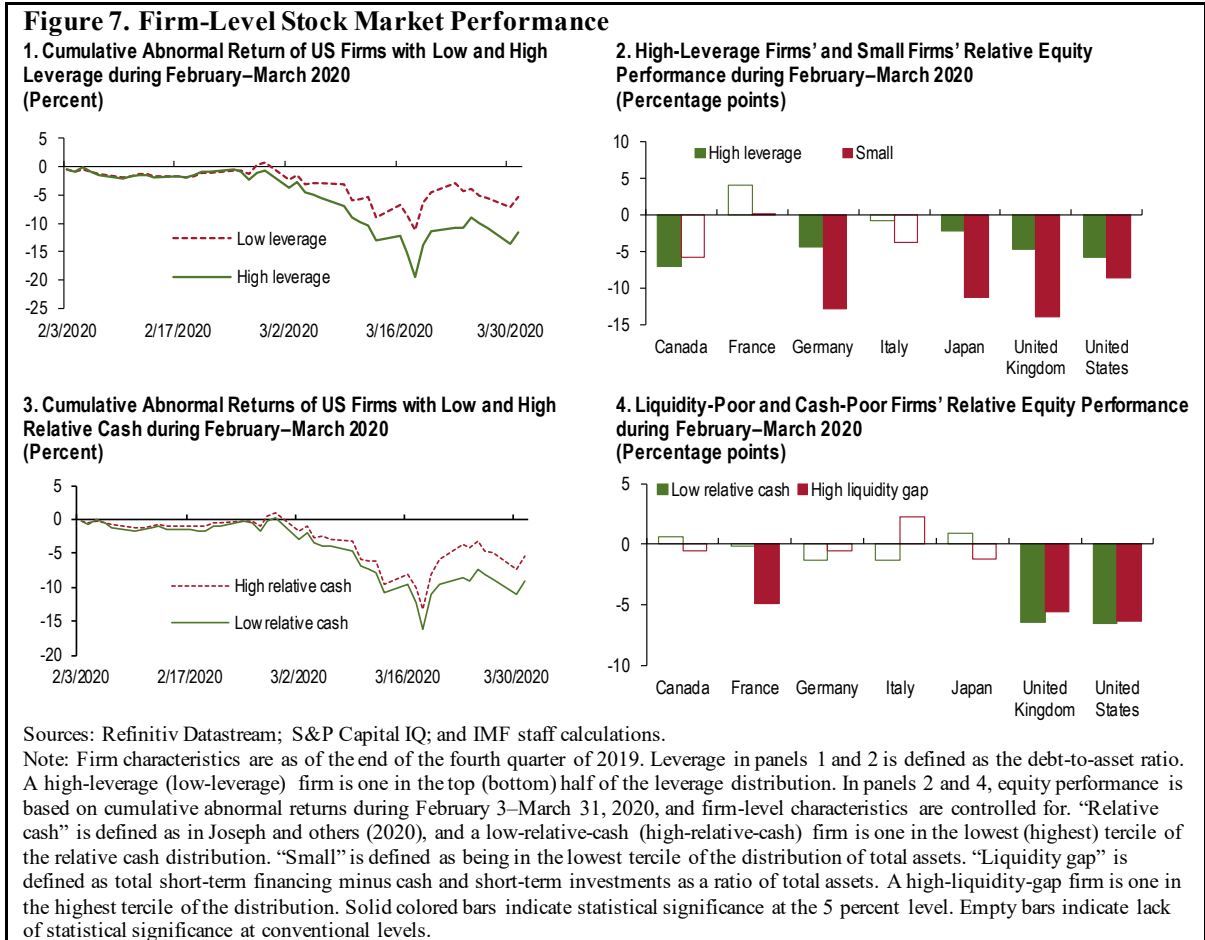 Figure 7. Firm-Level Stock Market Performance
1. Cumulative Abnormal Return of US Firms with Low and High
Leverage during February–March 2020
(Percent)
5
0
-5
-10
-15
-20
-25
Low leverage
High leverage
2/3/2020 2/17/2020 3/2/2020 3/16/2020 3/30/2020
2. High-Leverage Firms’ and Small Firms’ Relative Equity
Performance during February–March 2020
(Percentage points)
10
5
0
-5
-10
-15
High leverage Small
Canada France Germany Italy Japan United United
Kingdom States
3. Cumulative Abnormal Returns of US Firms with Low and High
Relative Cash during February–March 2020
(Percent)
5
0
-5
-10
-15
-20
High relative cash
Low relative cash
2/3/2020 2/17/2020 3/2/2020 3/16/2020 3/30/2020
4. Liquidity-Poor and Cash-Poor Firms’ Relative Equity Performance
during February–March 2020
(Percentage points)
5
0
-5
-10
Low relative cash High liquidity gap
Canada France Germany Italy Japan United United
Kingdom States
Sources: Refinitiv Datastream; S&P Capital IQ; and IMF staff calculations.
Note: Firm characteristics are as of the end of the fourth quarter of 2019. Leverage in panels 1 and 2 is defined as the debt-to-asset ratio.
A high-leverage (low-leverage) firm is one in the top (bottom) half of the leverage distribution. In panels 2 and 4, equity performance is
based on cumulative abnormal returns during February 3–March 31, 2020, and firm-level characteristics are controlled for. “Relative
cash” is defined as in Joseph and others (2020), and a low-relative-cash (high-relative-cash) firm is one in the lowest (highest) tercile of
the relative cash distribution. “Small” is defined as being in the lowest tercile of the distribution of total assets. “Liquidity gap” is
defined as total short-term financing minus cash and short-term investments as a ratio of total assets. A high-liquidity-gap firm is one in
the highest tercile of the distribution. Solid colored bars indicate statistical significance at the 5 percent level. Empty bars indicate lack
of statistical significance at conventional levels.